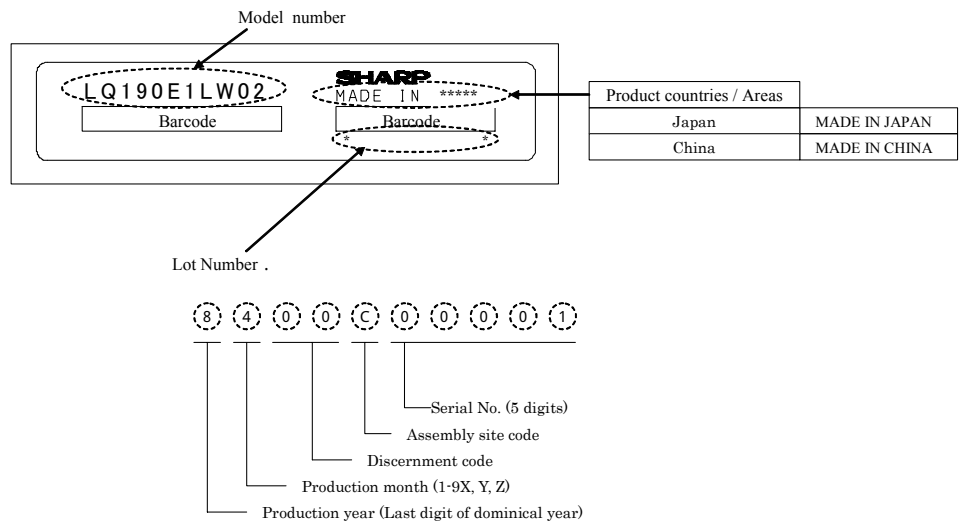 Model number
SHARP
LQ190E1LW02
MADE IN *****
Barcode
Barcode
* *
Product countries / Areas
Japan MADE IN JAPAN
China MADE IN CHINA
Lot Number .
8 4 0 0 C 0 0 0 0 1
Serial No. (5 digits)
Assembly site code
Discernment code
Production month (1-9X, Y, Z)
Production year (Last digit of dominical year)